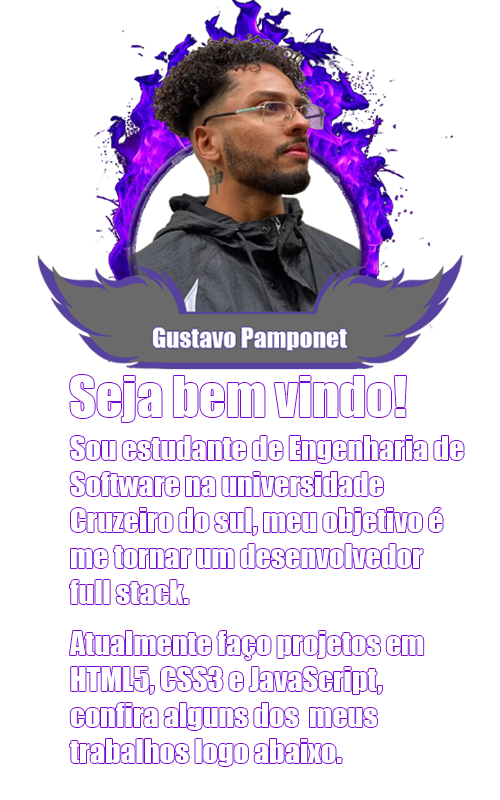 Gustavo Pamponet
Seja bem vindo!
Sou estudante de Engenharia de
Software na universidade
Cruzeiro do sul, meu objetivo é
me tornar um desenvolvedor
full stack.
Atualmente faço projetos em
HTML5, CSS3 e JavaScript,
confira alguns dos meus
trabalhos logo abaixo.